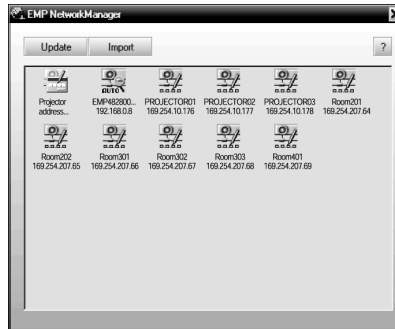 EMP NetworkManager
Update Import ?
Projector address...
EMP482800... 192.168.0.8
PROJECTOR01 169.254.10.176
PROJECTOR02 169.254.10.177
PROJECTOR03 169.254.10.178
Room201 169.254.207.64
Room202 169.254.207.65
Room301 169.254.207.66
Room302 169.254.207.67
Room303 169.254.207.68
Room401 169.254.207.69